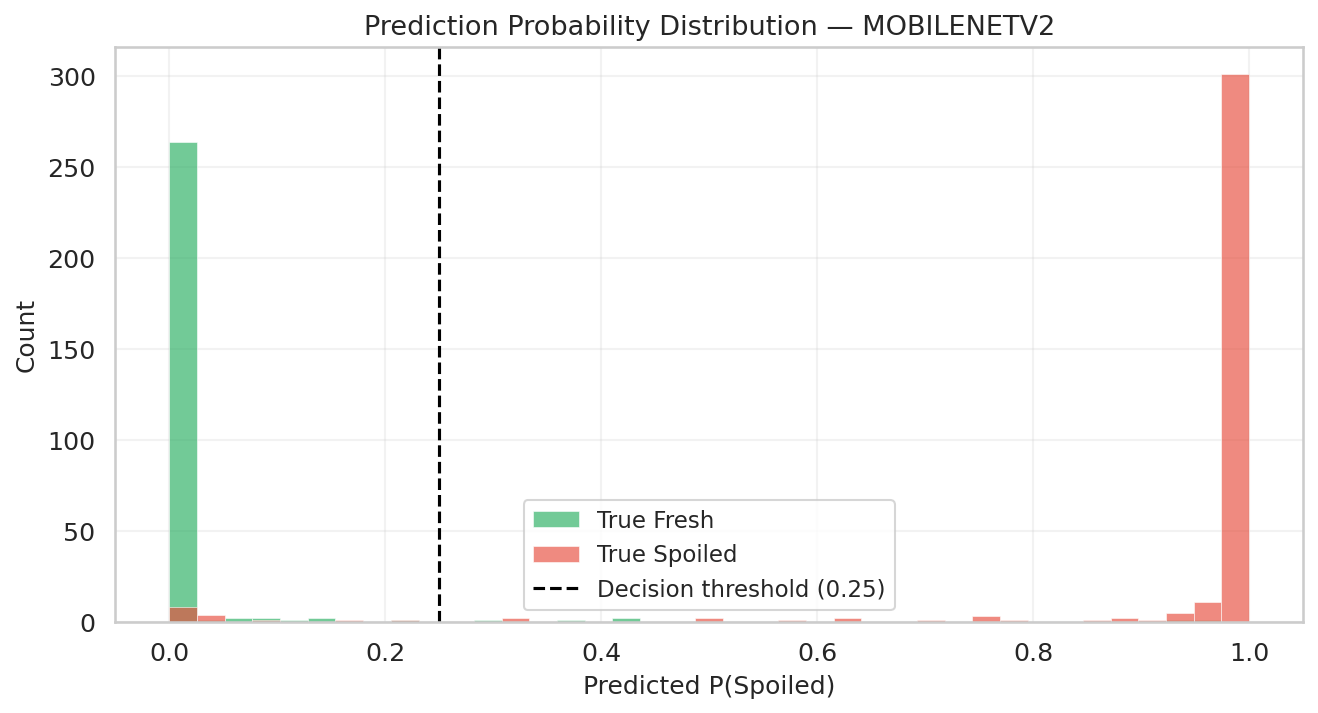 Prediction Probability Distribution — MOBILENETV2
300
250
200
150
100
50
0
Count
True Fresh
True Spoiled
Decision threshold (0.25)
0.0 0.2 0.4 0.6 0.8 1.0
Predicted P(Spoiled)